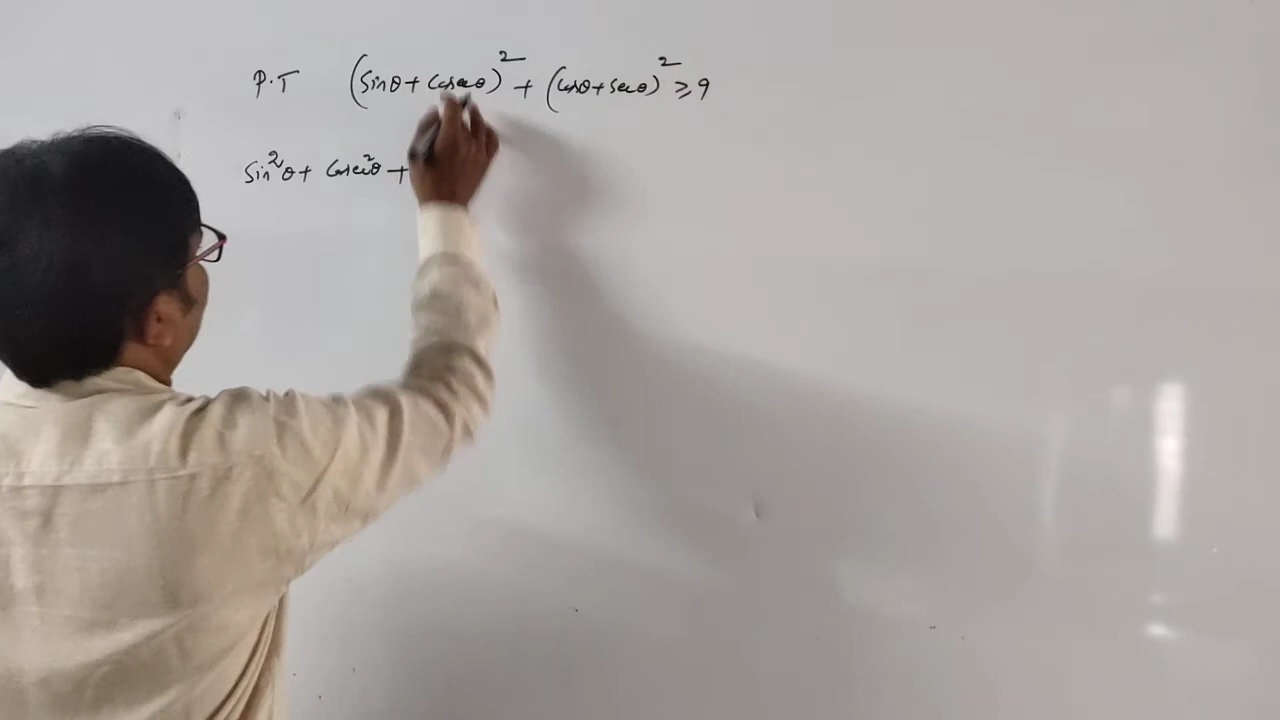 P.T (sinθ + cosecθ)² + (cosθ + secθ)² ⩾ 9
sin²θ + cosec²θ +